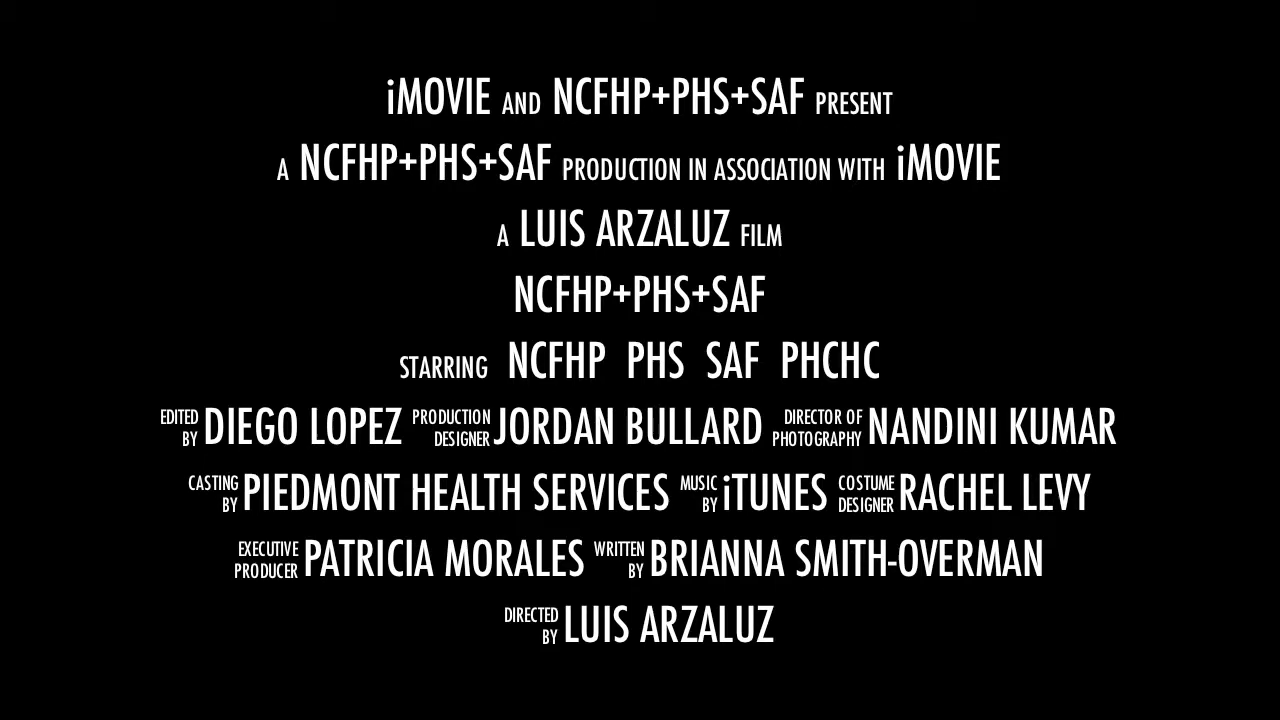 iMOVIE AND NCFHP+PHS+SAF PRESENT
A NCFHP+PHS+SAF PRODUCTION IN ASSOCIATION WITH iMOVIE
A LUIS ARZALUZ FILM
NCFHP+PHS+SAF
STARRING NCFHP PHS SAF PHCHC
EDITED BY DIEGO LOPEZ PRODUCTION DESIGNER JORDAN BULLARD DIRECTOR OF PHOTOGRAPHY NANDINI KUMAR
CASTING BY PIEDMONT HEALTH SERVICES MUSIC BY iTUNES COSTUME DESIGNER RACHEL LEVY
EXECUTIVE PRODUCER PATRICIA MORALES WRITTEN BY BRIANNA SMITH-OVERMAN
DIRECTED BY LUIS ARZALUZ